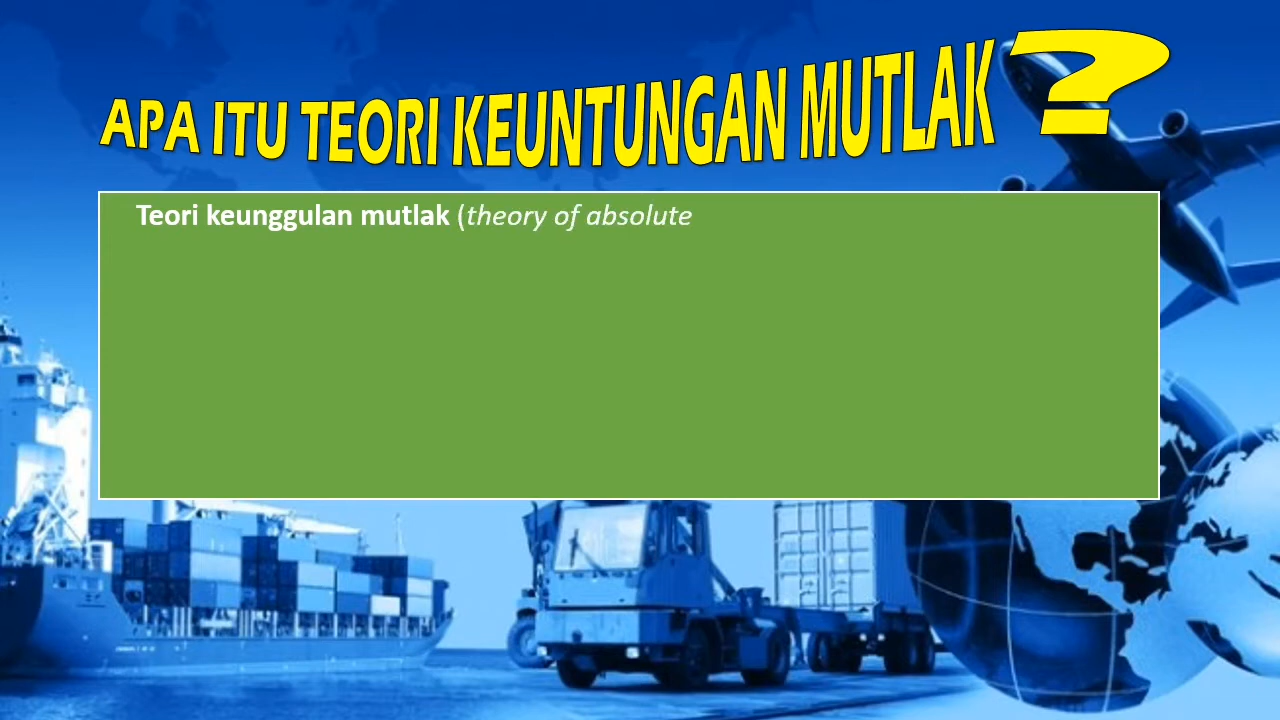 APA ITU TEORI KEUNTUNGAN MUTLAK ?
Teori keunggulan mutlak (theory of absolute